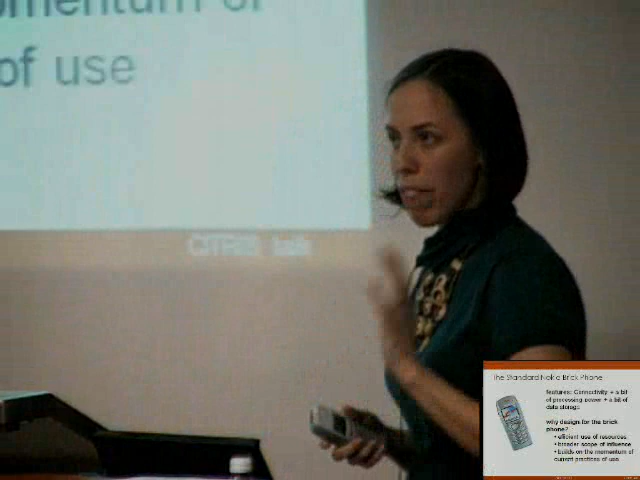 momentum of
of use
CITRIS talk
The Standard Nokia Brick Phone
features: Connectivity + a bit
of processing power + a bit of
data storage
why design for the brick
phone?
• efficient use of resources
• broader scope of influence
• builds on the momentum of
current practices of use